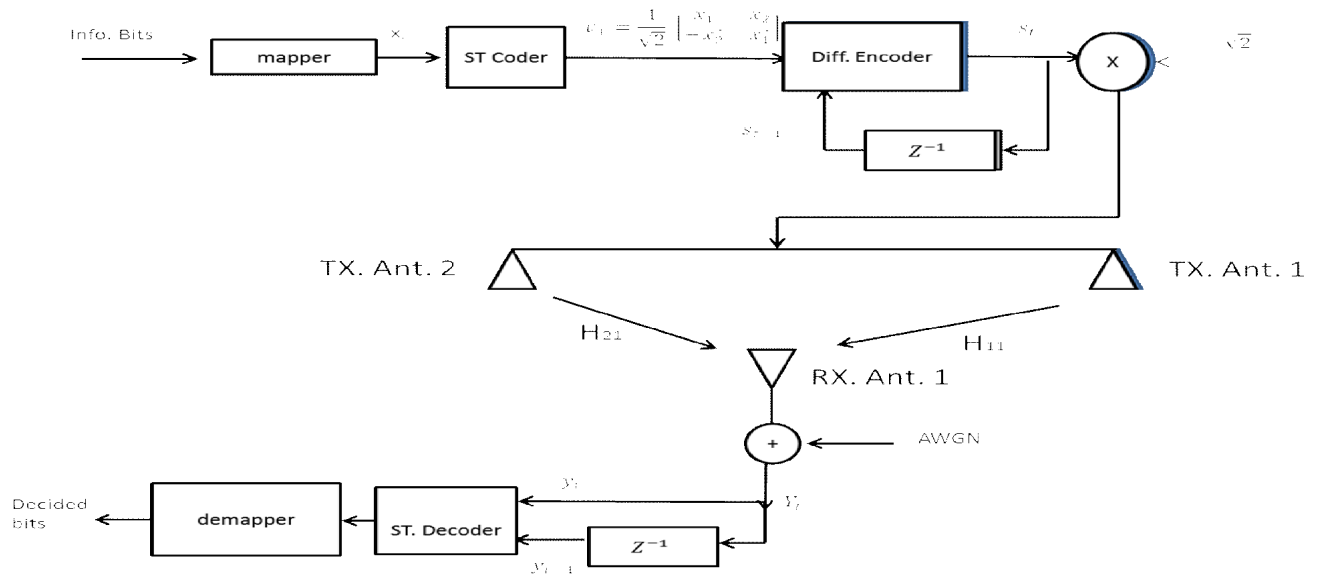 Info. Bits
mapper
x
ST Coder
Diff. Encoder
X
√2
Z⁻¹
TX. Ant. 2
TX. Ant. 1
H₂₁
H₁₁
RX. Ant. 1
+
AWGN
Decided
bits
demapper
ST. Decoder
Z⁻¹
Yₜ